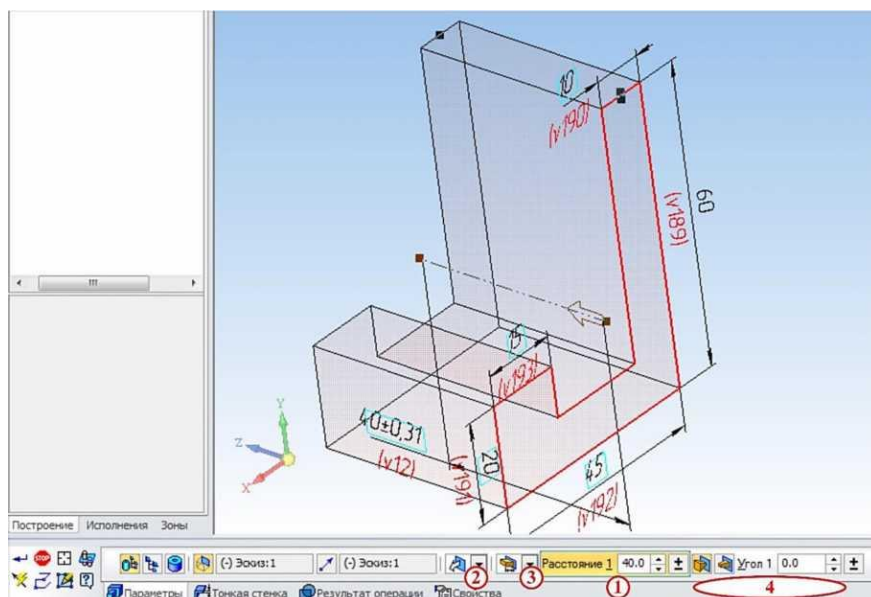 10
(v190)
60
(v189)
15
(v193)
40±0,31
(v12)
20
(v191)
45
(v192)
Y
Z
X
Построение Исполнения Зоны
(-) Эскиз:1 (-) Эскиз:1 Расстояние 1 40.0 Угол 1 0.0
2 3 1 4
Параметры Тонкая стенка Результат операции Свойства
STOP